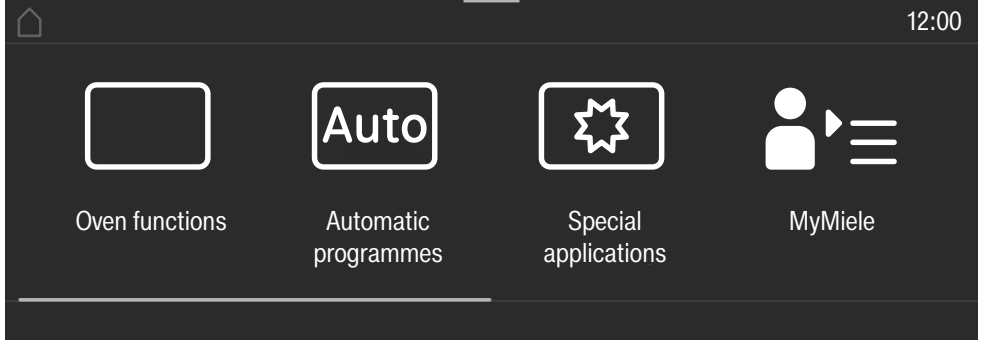 12:00
Auto
Oven functions
Automatic
programmes
Special
applications
MyMiele